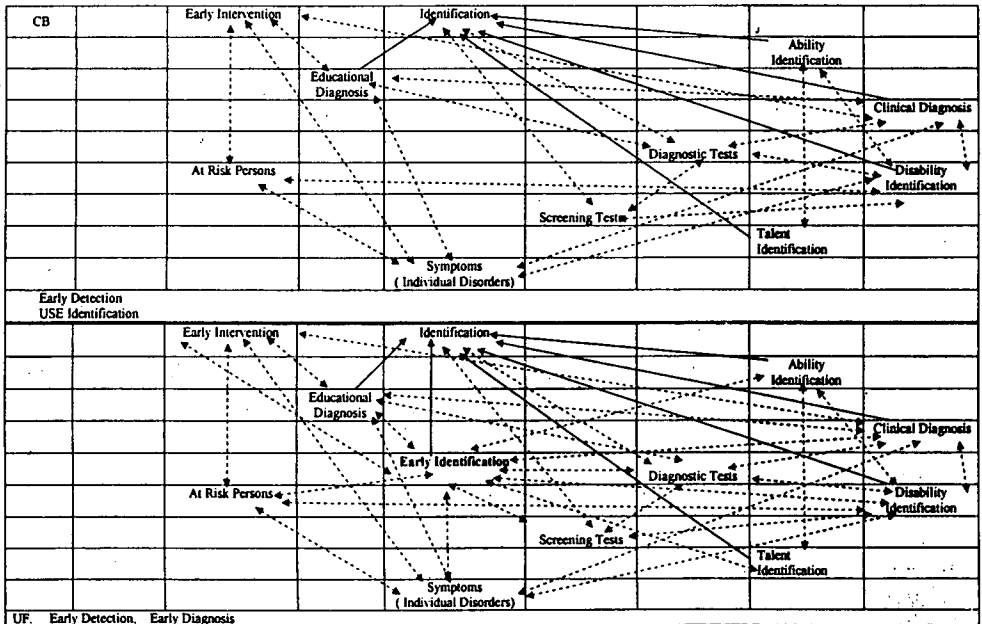 CB
Early Intervention
Identification
Ability
Identification
Educational
Diagnosis
Clinical Diagnosis
Diagnostic Tests
At Risk Persons
Disability
Identification
Screening Tests
Talent
Identification
Symptoms
( Individual Disorders)
Early Detection
USE Identification
Early Intervention
Identification
Ability
Identification
Educational
Diagnosis
Clinical Diagnosis
Early Identification
Diagnostic Tests
At Risk Persons
Disability
Identification
Screening Tests
Talent
Identification
Symptoms
( Individual Disorders)
UF. Early Detection, Early Diagnosis